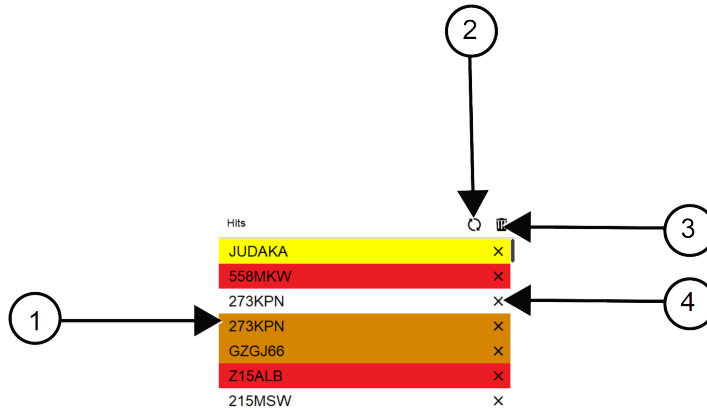 2
Hits
3
JUDAKA
558MKW
273KPN
4
1
273KPN
GZGJ66
Z15ALB
215MSW